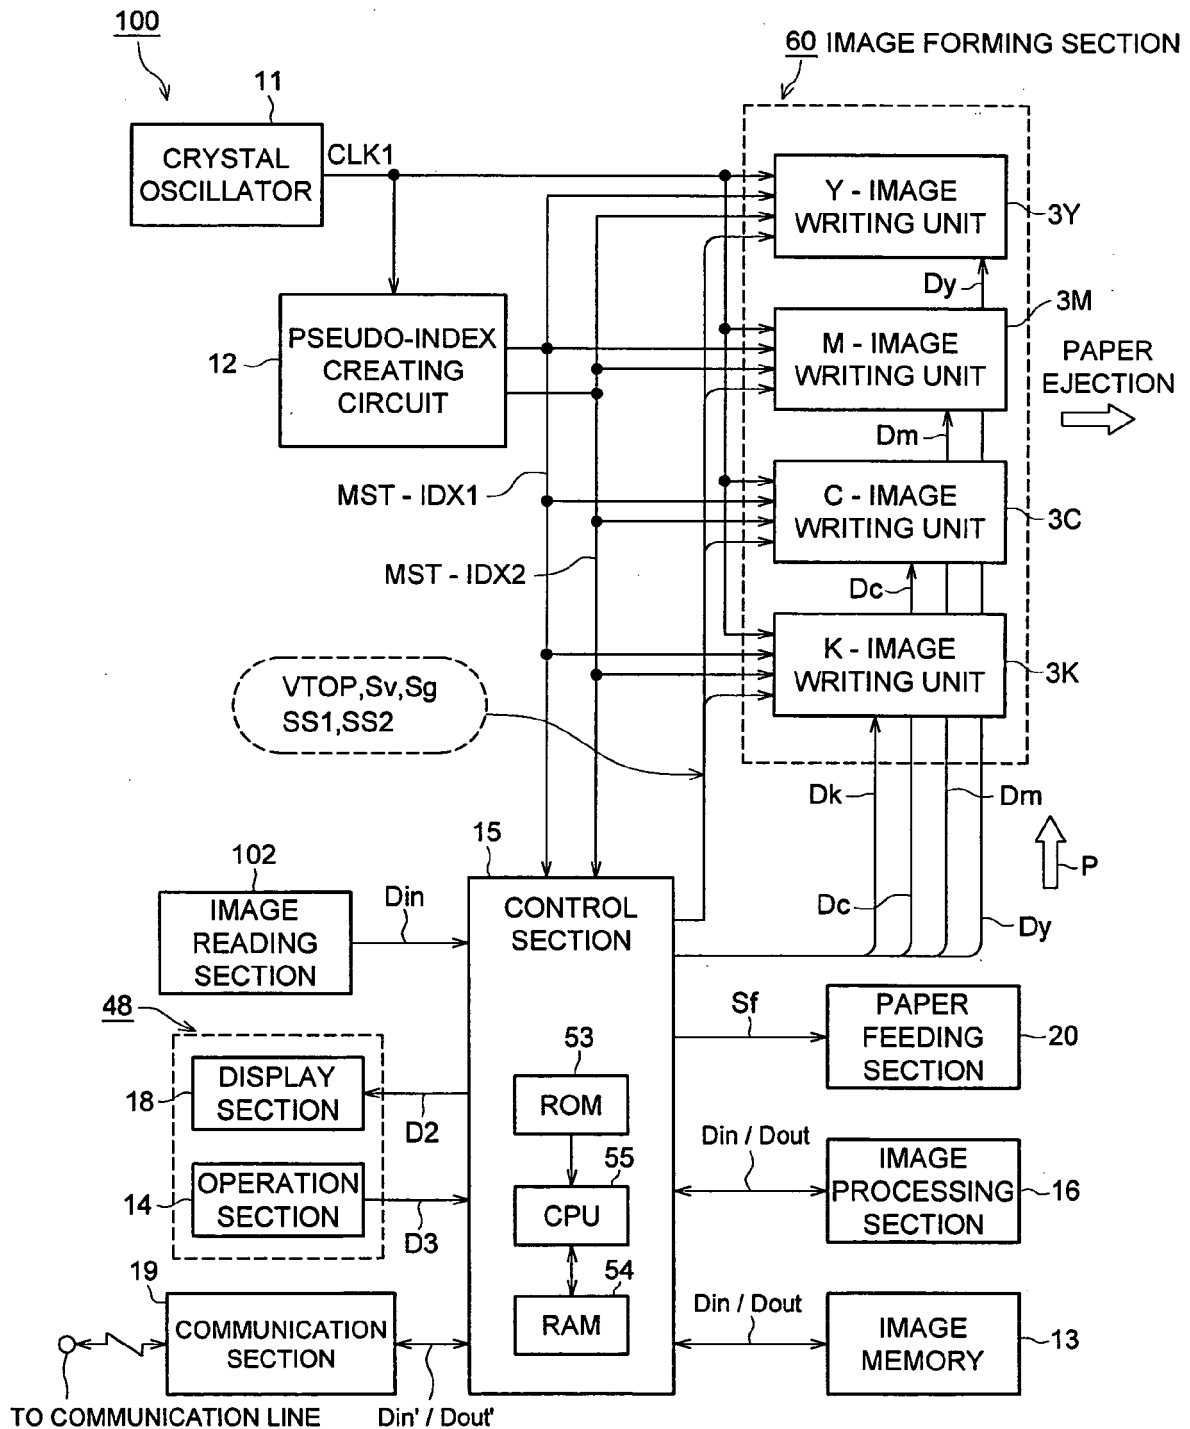 100
60 IMAGE FORMING SECTION
11
CRYSTAL
OSCILLATOR
CLK1
Y - IMAGE
WRITING UNIT
3Y
Dy
12
PSEUDO-INDEX
CREATING
CIRCUIT
3M
M - IMAGE
WRITING UNIT
PAPER
EJECTION
Dm
MST - IDX1
C - IMAGE
WRITING UNIT
3C
MST - IDX2
Dc
K - IMAGE
WRITING UNIT
3K
VTOP,Sv,Sg
SS1,SS2
Dk
Dm
P
Dc
Dy
15
CONTROL
SECTION
102
IMAGE
READING
SECTION
Din
48
18
DISPLAY
SECTION
D2
14
OPERATION
SECTION
D3
53
ROM
55
CPU
54
RAM
Sf
PAPER
FEEDING
SECTION
20
Din / Dout
IMAGE
PROCESSING
SECTION
16
Din / Dout
IMAGE
MEMORY
13
19
COMMUNICATION
SECTION
TO COMMUNICATION LINE
Din' / Dout'